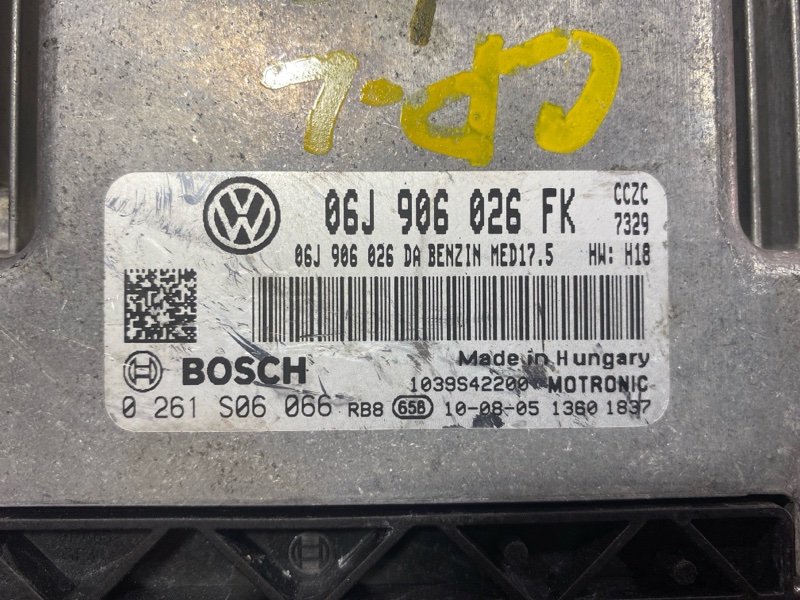 06J 906 026 FK
CCZC
7329
06J 906 026 DA BENZIN MED17.5 HW: H18
BOSCH
Made in Hungary
1039S42200 MOTRONIC
0 261 S06 066 RB8 65B 10-08-05 1360 1837